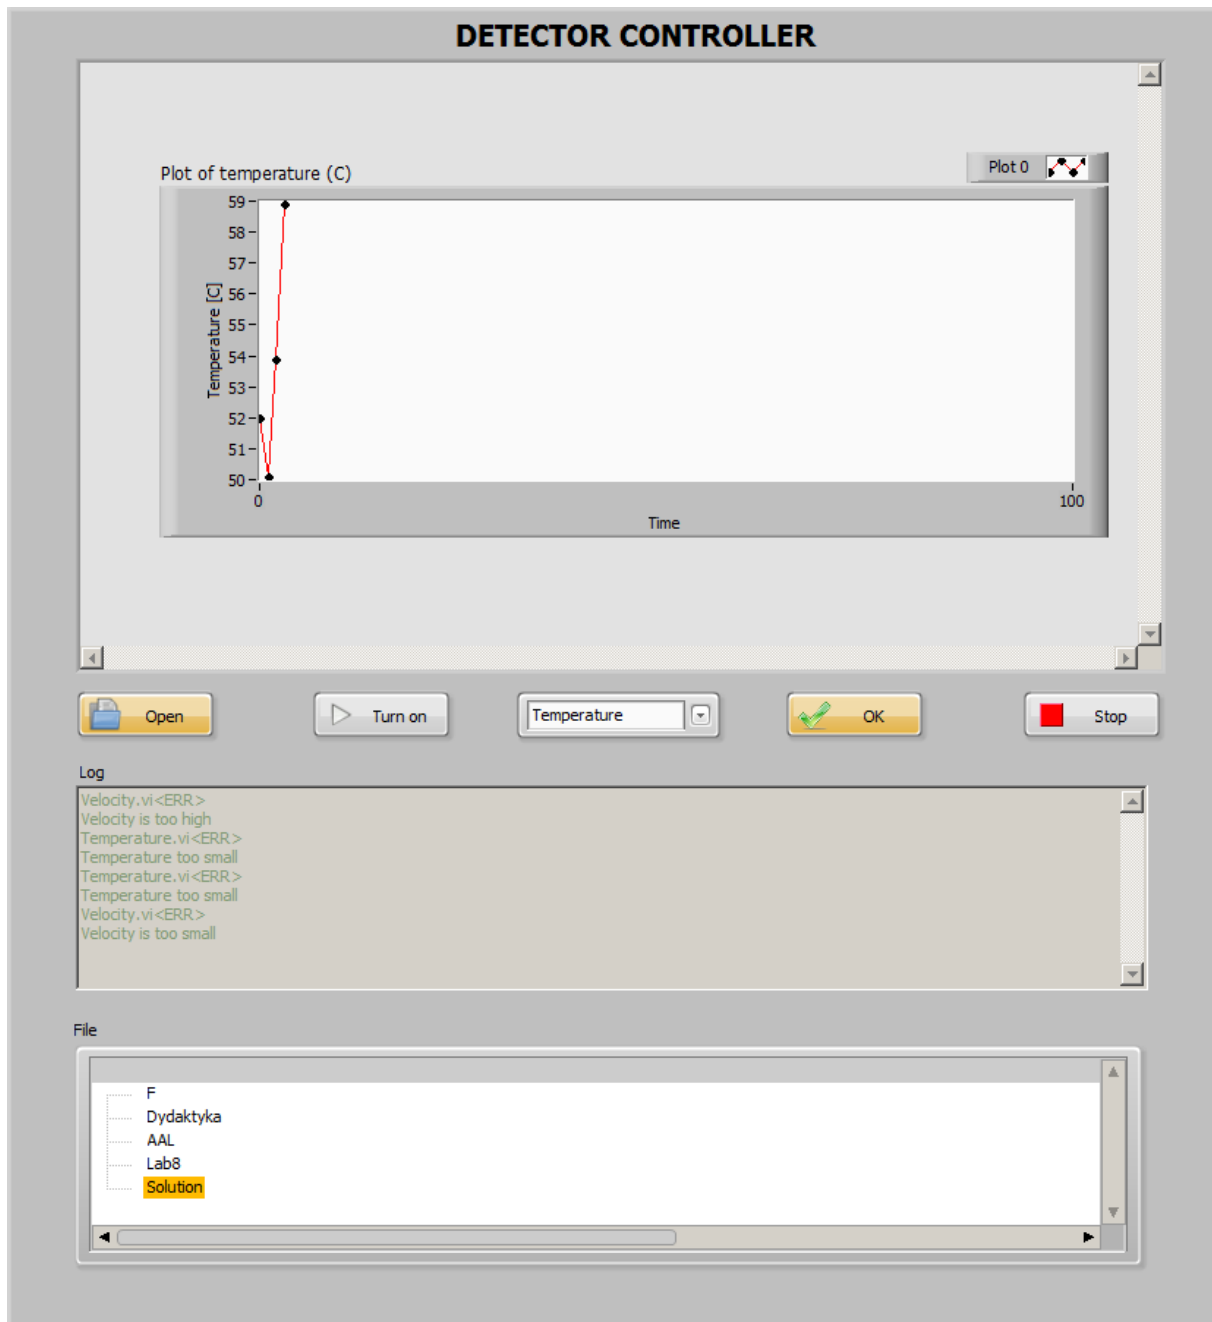 DETECTOR CONTROLLER
Plot of temperature (C)
Plot 0
59
58
57
56
55
54
53
52
51
50
Temperature [C]
0
100
Time
Open
Turn on
Temperature
OK
Stop
Log
Velocity.vi<ERR>
Velocity is too high
Temperature.vi<ERR>
Temperature too small
Temperature.vi<ERR>
Temperature too small
Velocity.vi<ERR>
Velocity is too small
File
F
Dydaktyka
AAL
Lab8
Solution